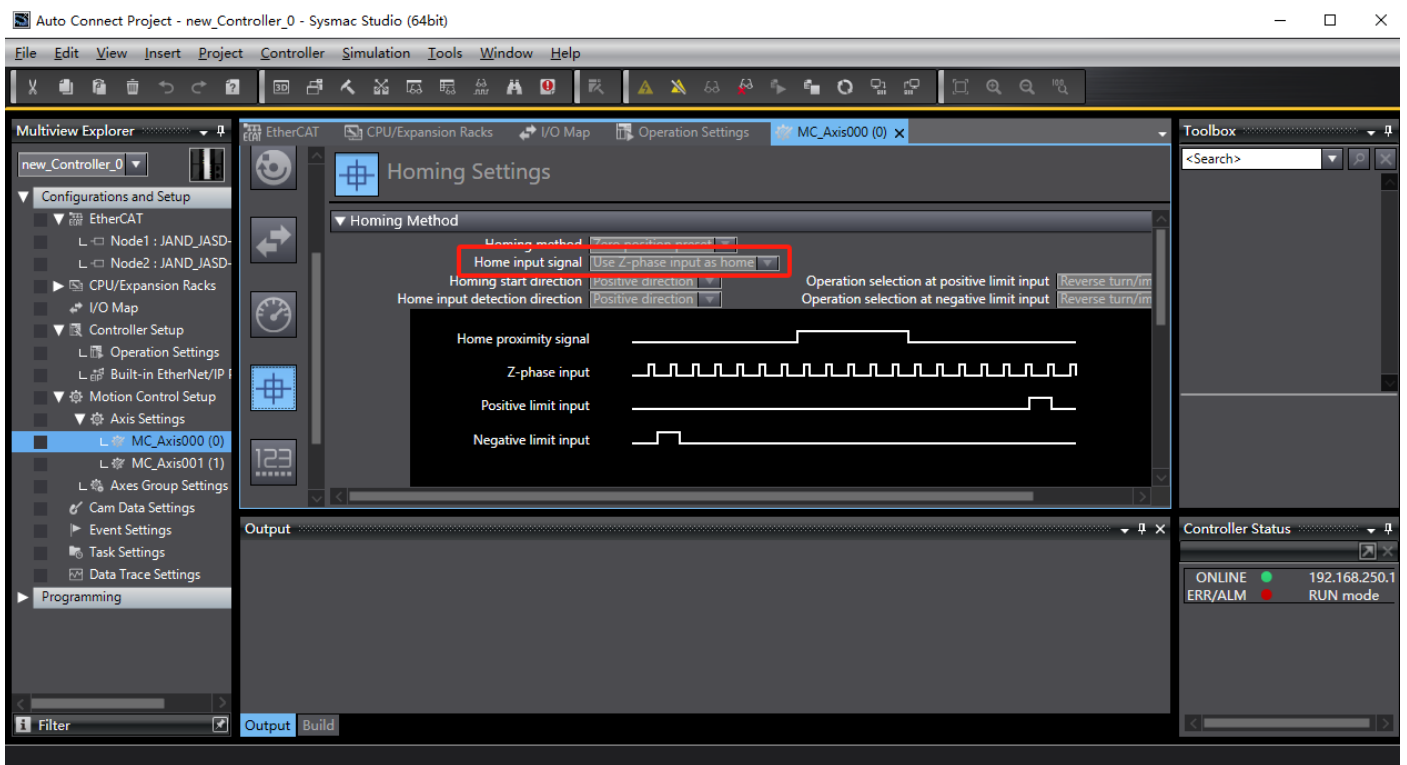 Auto Connect Project - new_Controller_0 - Sysmac Studio (64bit)
File Edit View Insert Project Controller Simulation Tools Window Help
Multiview Explorer
new_Controller_0
Configurations and Setup
EtherCAT
Node1 : JAND_JASD-
Node2 : JAND_JASD-
CPU/Expansion Racks
I/O Map
Controller Setup
Operation Settings
Built-in EtherNet/IP
Motion Control Setup
Axis Settings
MC_Axis000 (0)
MC_Axis001 (1)
Axes Group Settings
Cam Data Settings
Event Settings
Task Settings
Data Trace Settings
Programming
Filter
EtherCAT CPU/Expansion Racks I/O Map Operation Settings MC_Axis000 (0)
Homing Settings
Homing Method
Homing method Zero position preset
Home input signal Use Z-phase input as home
Homing start direction Positive direction Operation selection at positive limit input Reverse turn/im
Home input detection direction Positive direction Operation selection at negative limit input Reverse turn/im
Home proximity signal
Z-phase input
Positive limit input
Negative limit input
123
Output
Output Build
Toolbox
<Search>
Controller Status
ONLINE 192.168.250.1
ERR/ALM RUN mode